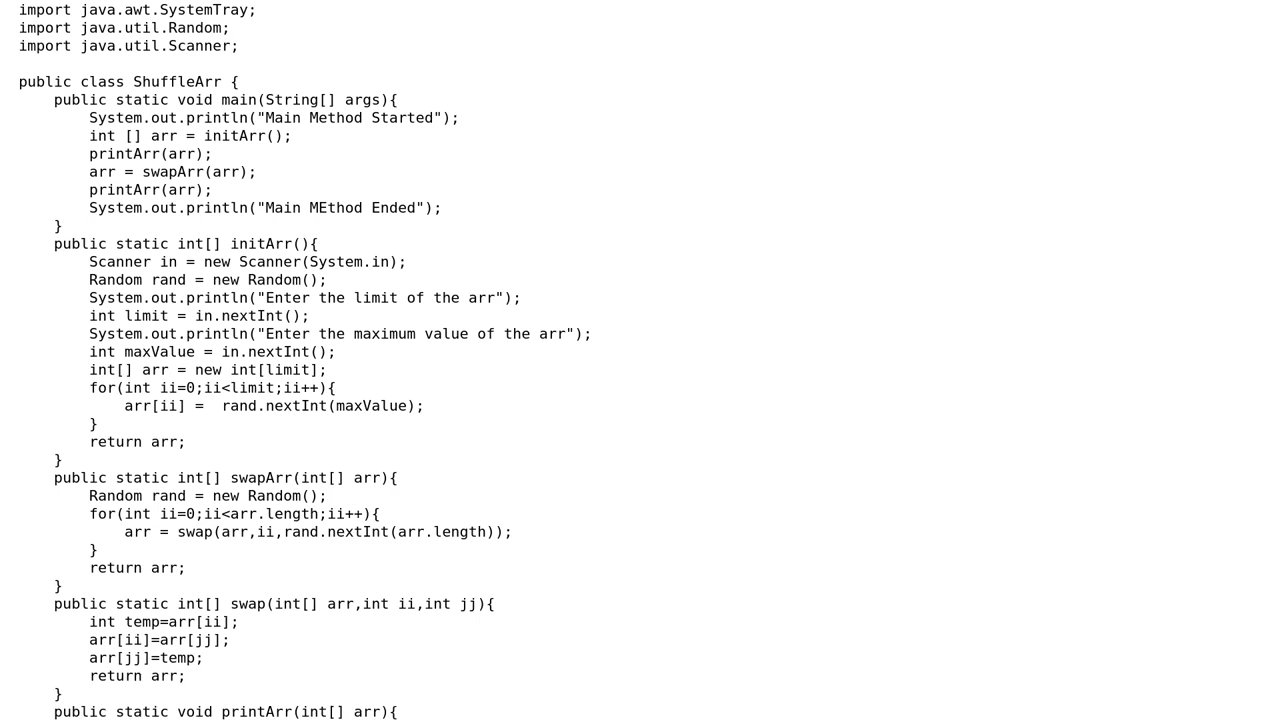 import java.awt.SystemTray;
import java.util.Random;
import java.util.Scanner;

public class ShuffleArr {
    public static void main(String[] args){
        System.out.println("Main Method Started");
        int [] arr = initArr();
        printArr(arr);
        arr = swapArr(arr);
        printArr(arr);
        System.out.println("Main MEthod Ended");
    }
    public static int[] initArr(){
        Scanner in = new Scanner(System.in);
        Random rand = new Random();
        System.out.println("Enter the limit of the arr");
        int limit = in.nextInt();
        System.out.println("Enter the maximum value of the arr");
        int maxValue = in.nextInt();
        int[] arr = new int[limit];
        for(int ii=0;ii<limit;ii++){
            arr[ii] =  rand.nextInt(maxValue);
        }
        return arr;
    }
    public static int[] swapArr(int[] arr){
        Random rand = new Random();
        for(int ii=0;ii<arr.length;ii++){
            arr = swap(arr,ii,rand.nextInt(arr.length));
        }
        return arr;
    }
    public static int[] swap(int[] arr,int ii,int jj){
        int temp=arr[ii];
        arr[ii]=arr[jj];
        arr[jj]=temp;
        return arr;
    }
    public static void printArr(int[] arr){